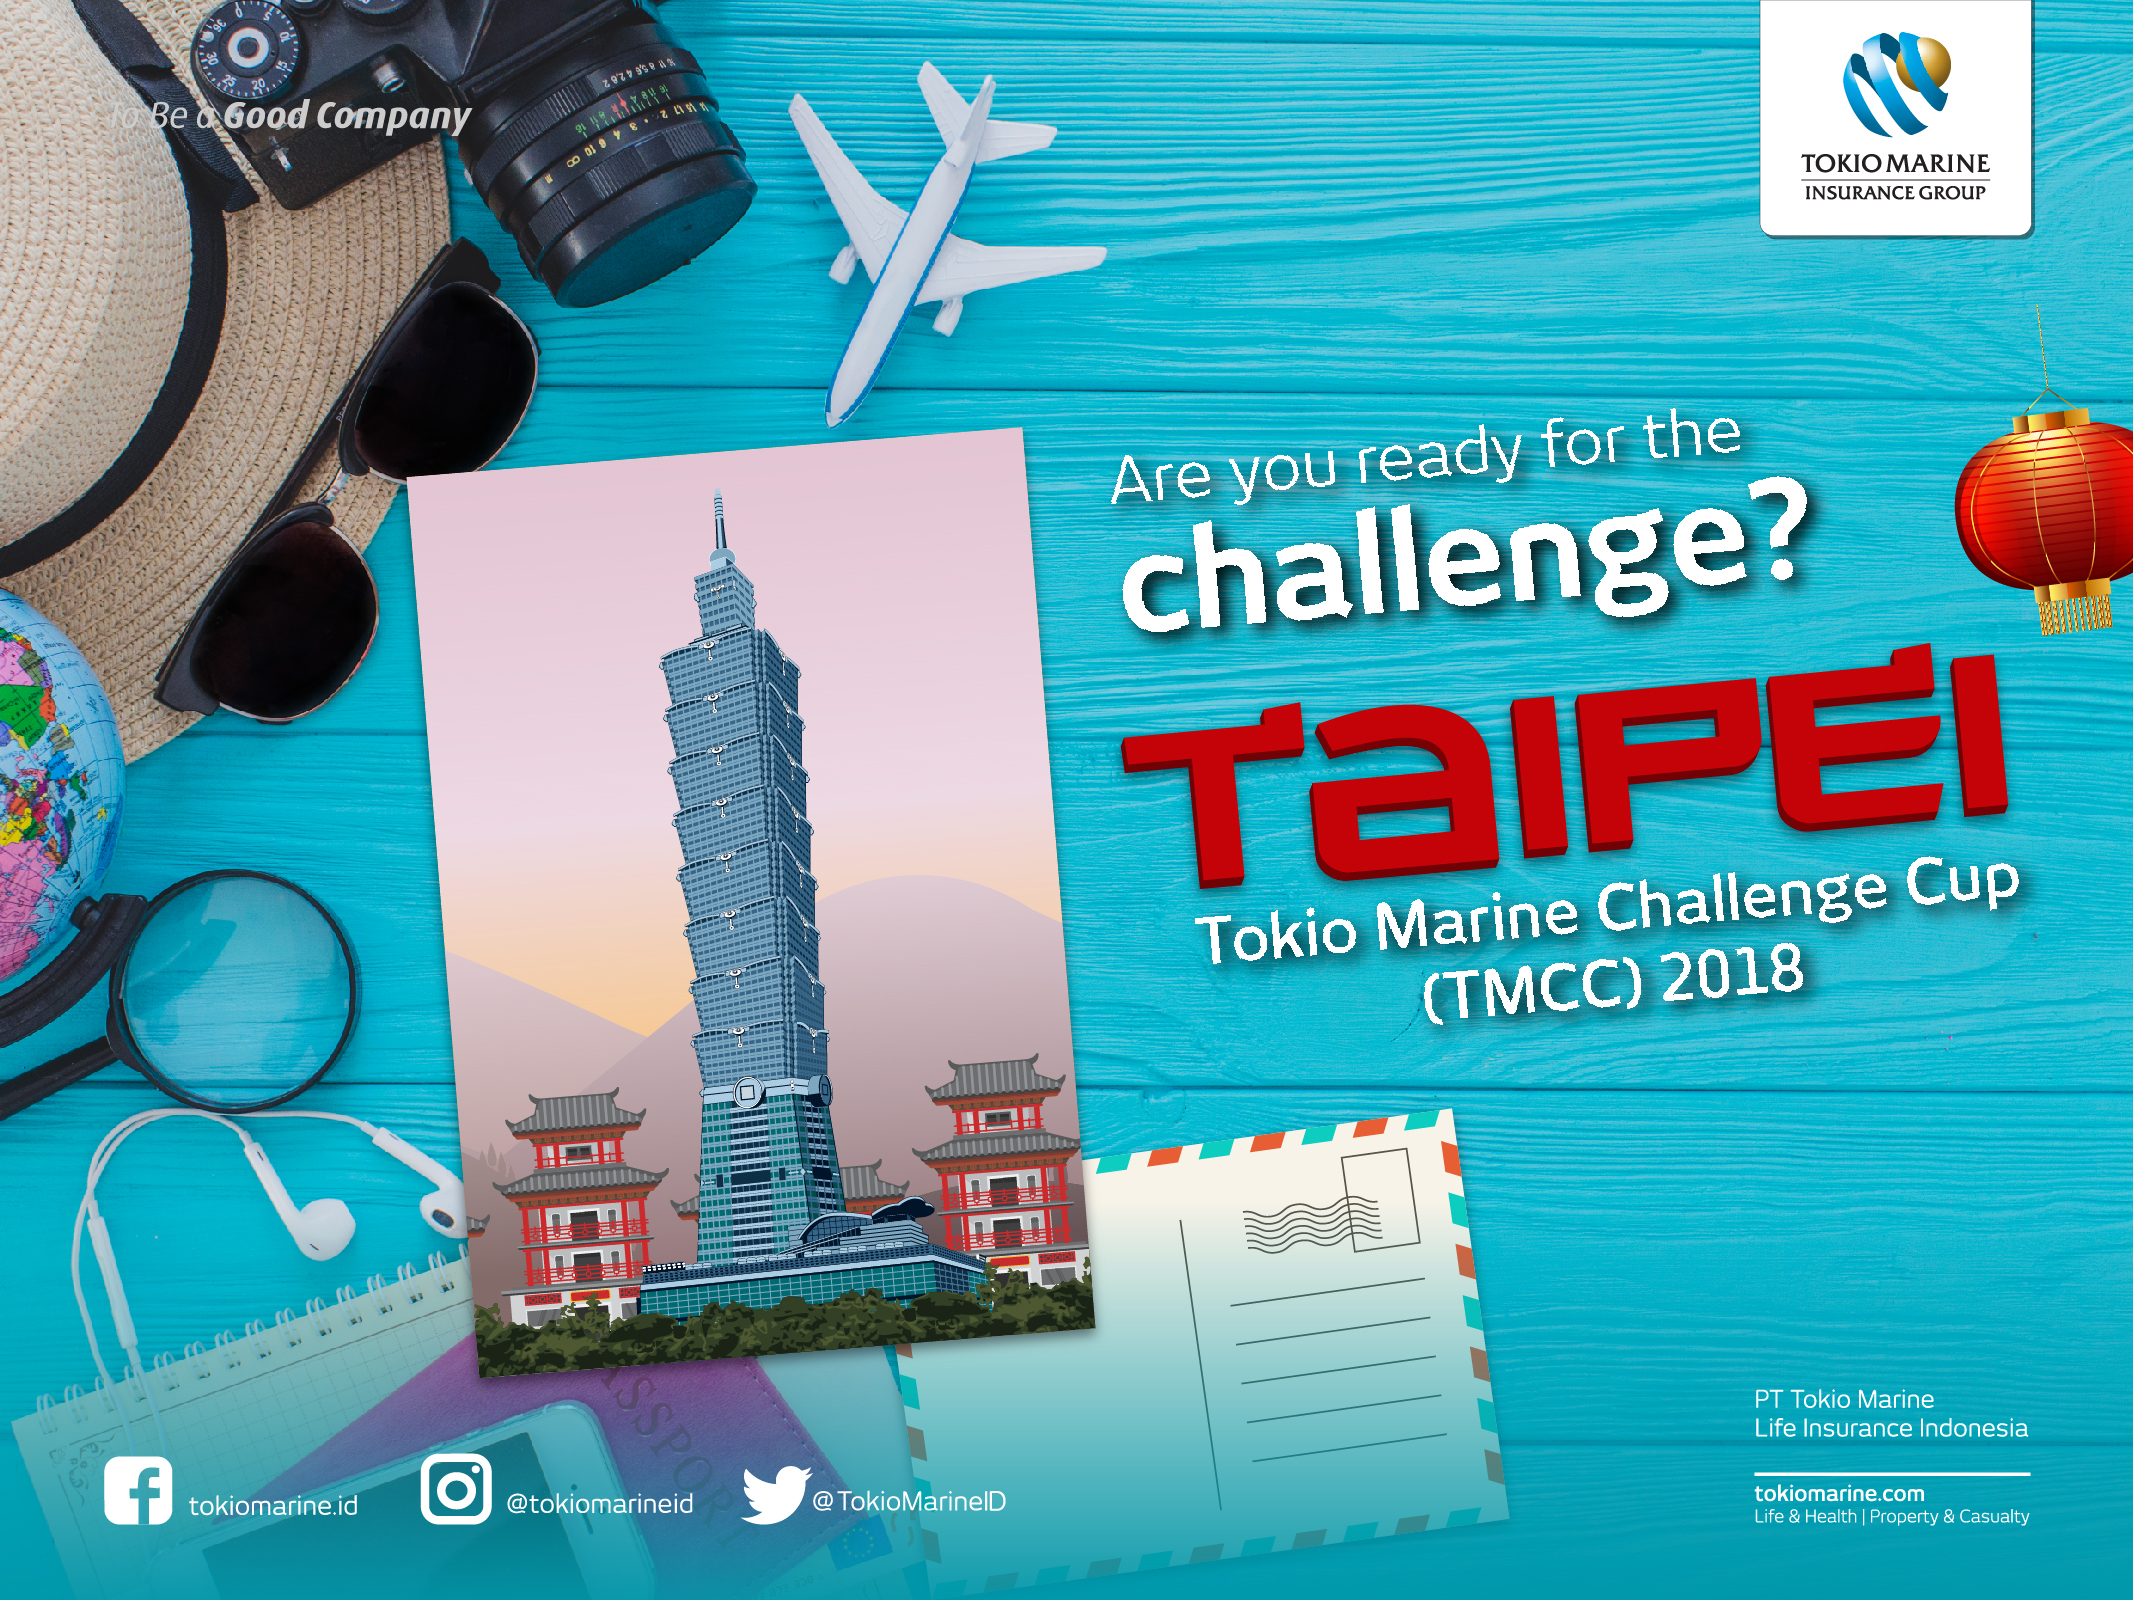 To Be a Good Company
TOKIO MARINE
INSURANCE GROUP
Are you ready for the
challenge?
TAIPEI
Tokio Marine Challenge Cup
(TMCC) 2018
PASSPORT
PT Tokio Marine
Life Insurance Indonesia
tokiomarine.id
@tokiomarineid
@TokioMarineID
tokiomarine.com
Life & Health | Property & Casualty